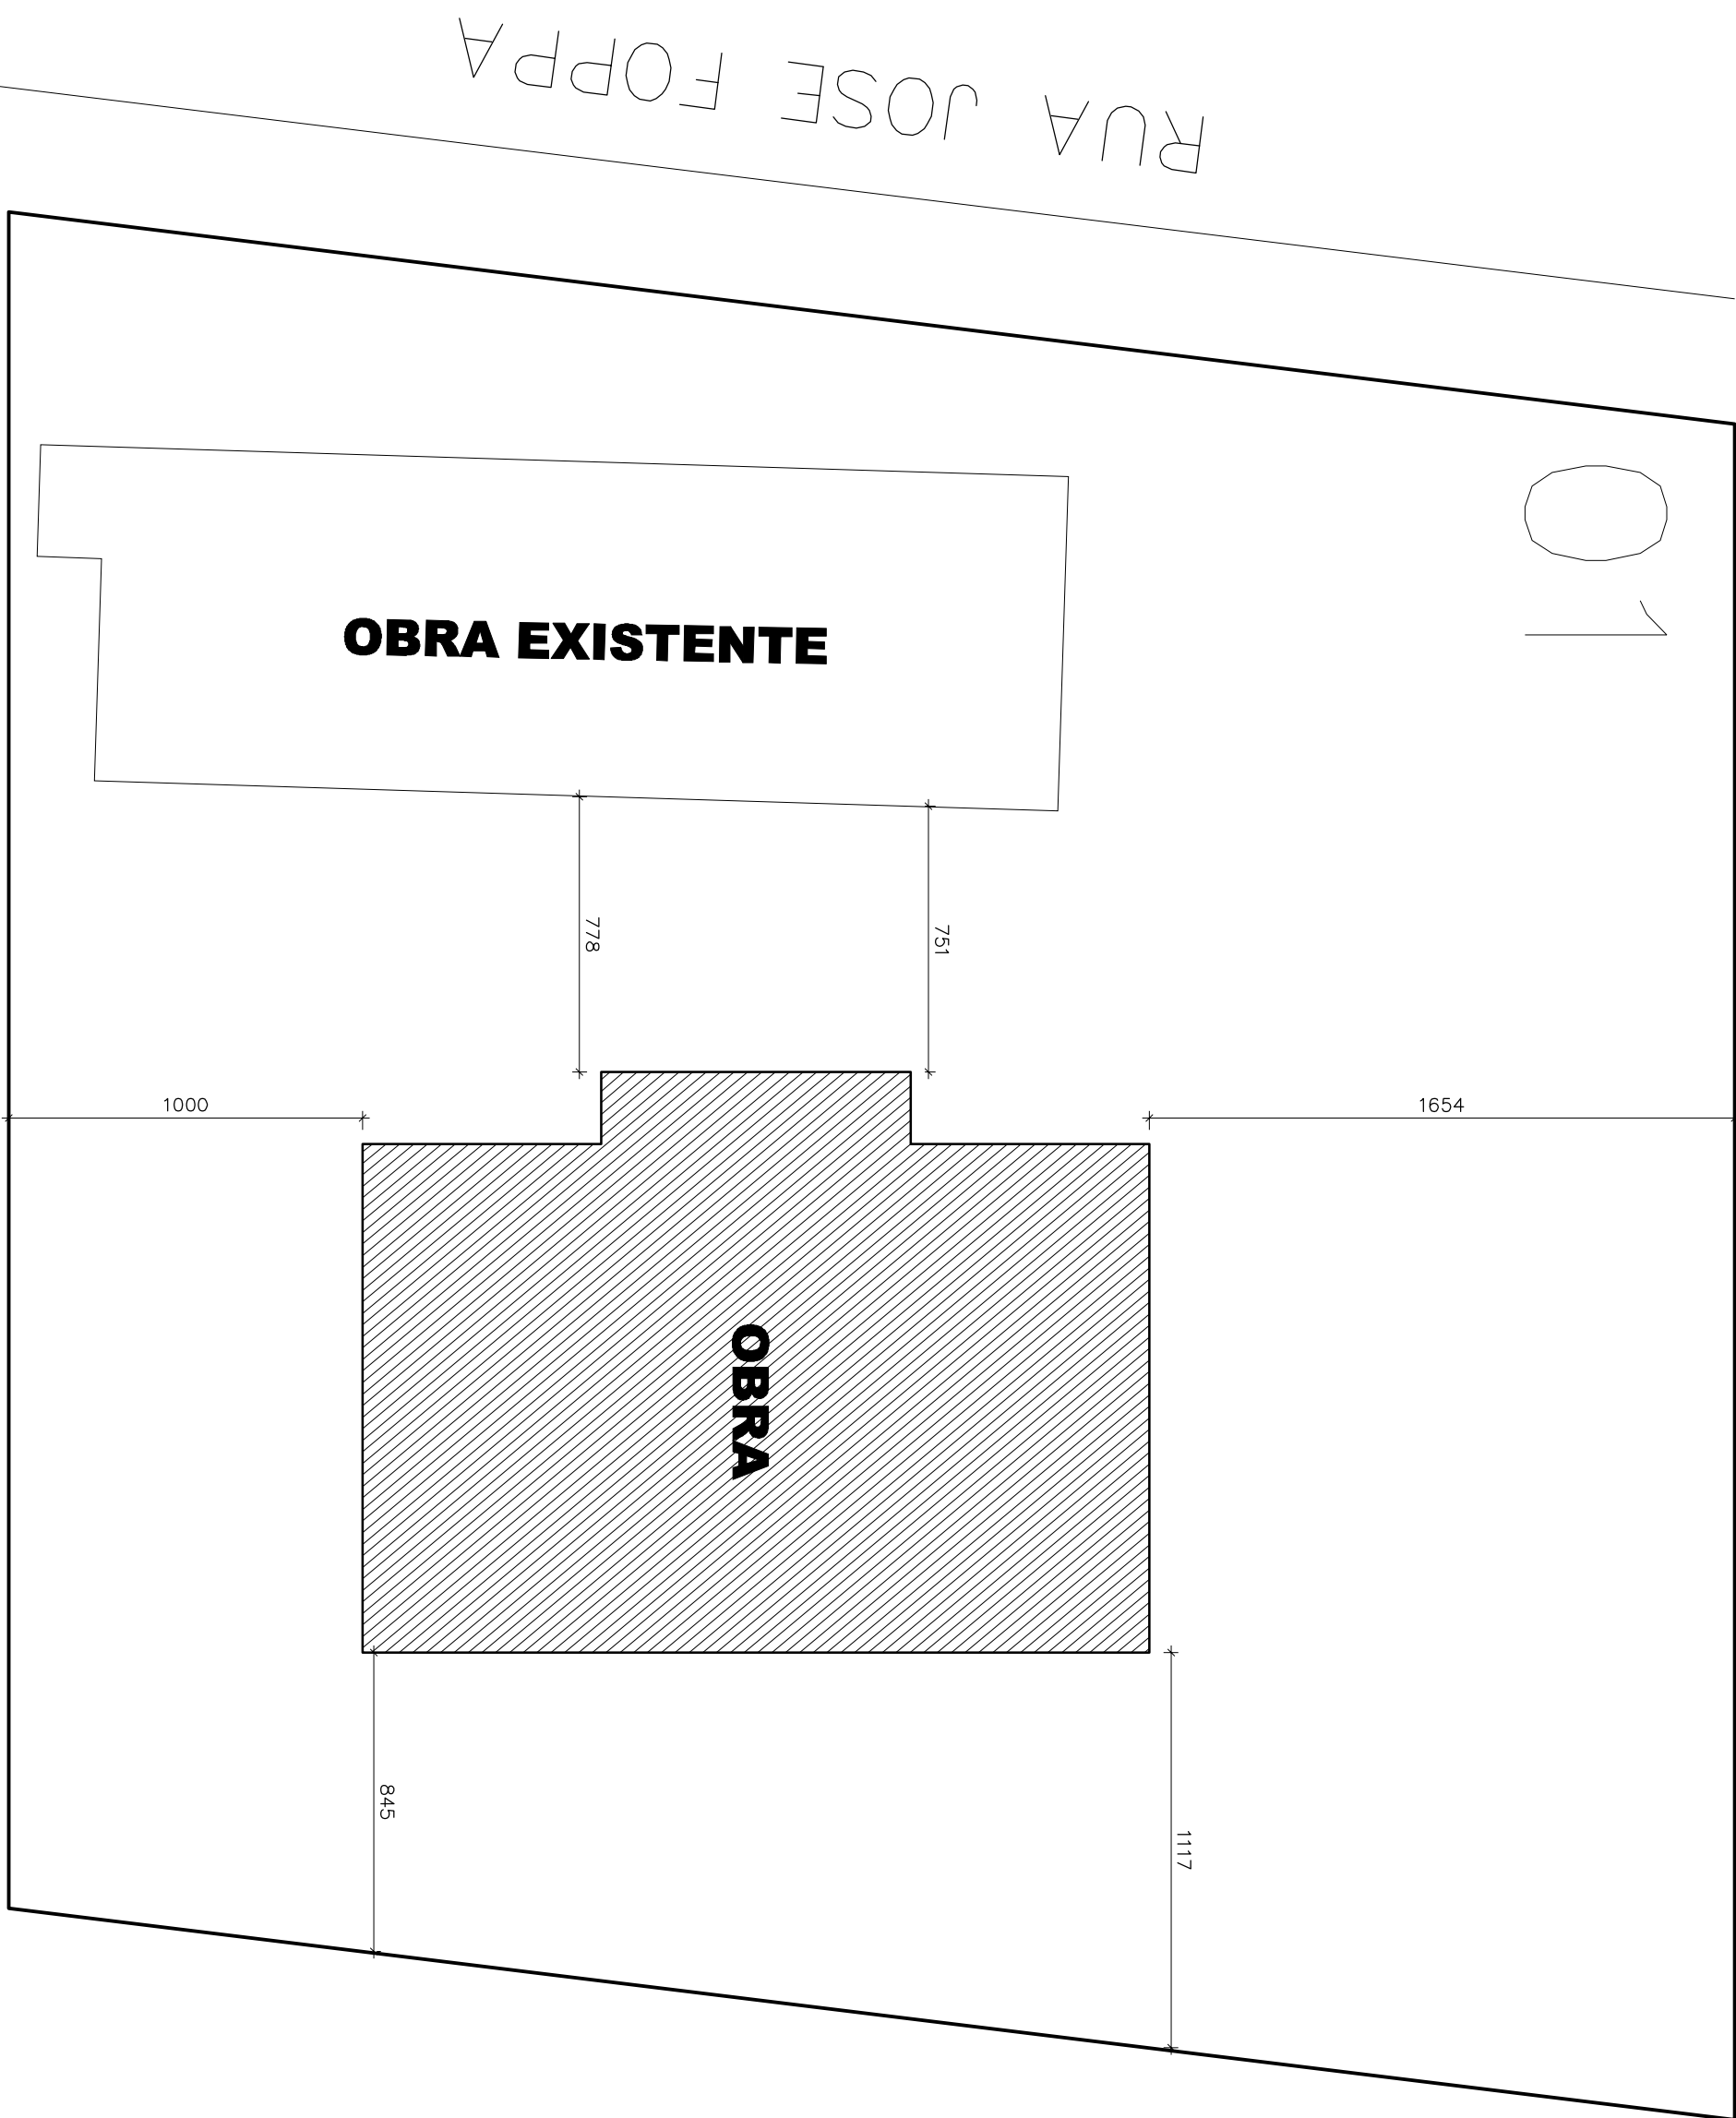 RUA JOSE FOPPA
01
OBRA EXISTENTE
778
751
1000
1654
OBRA
845
1117